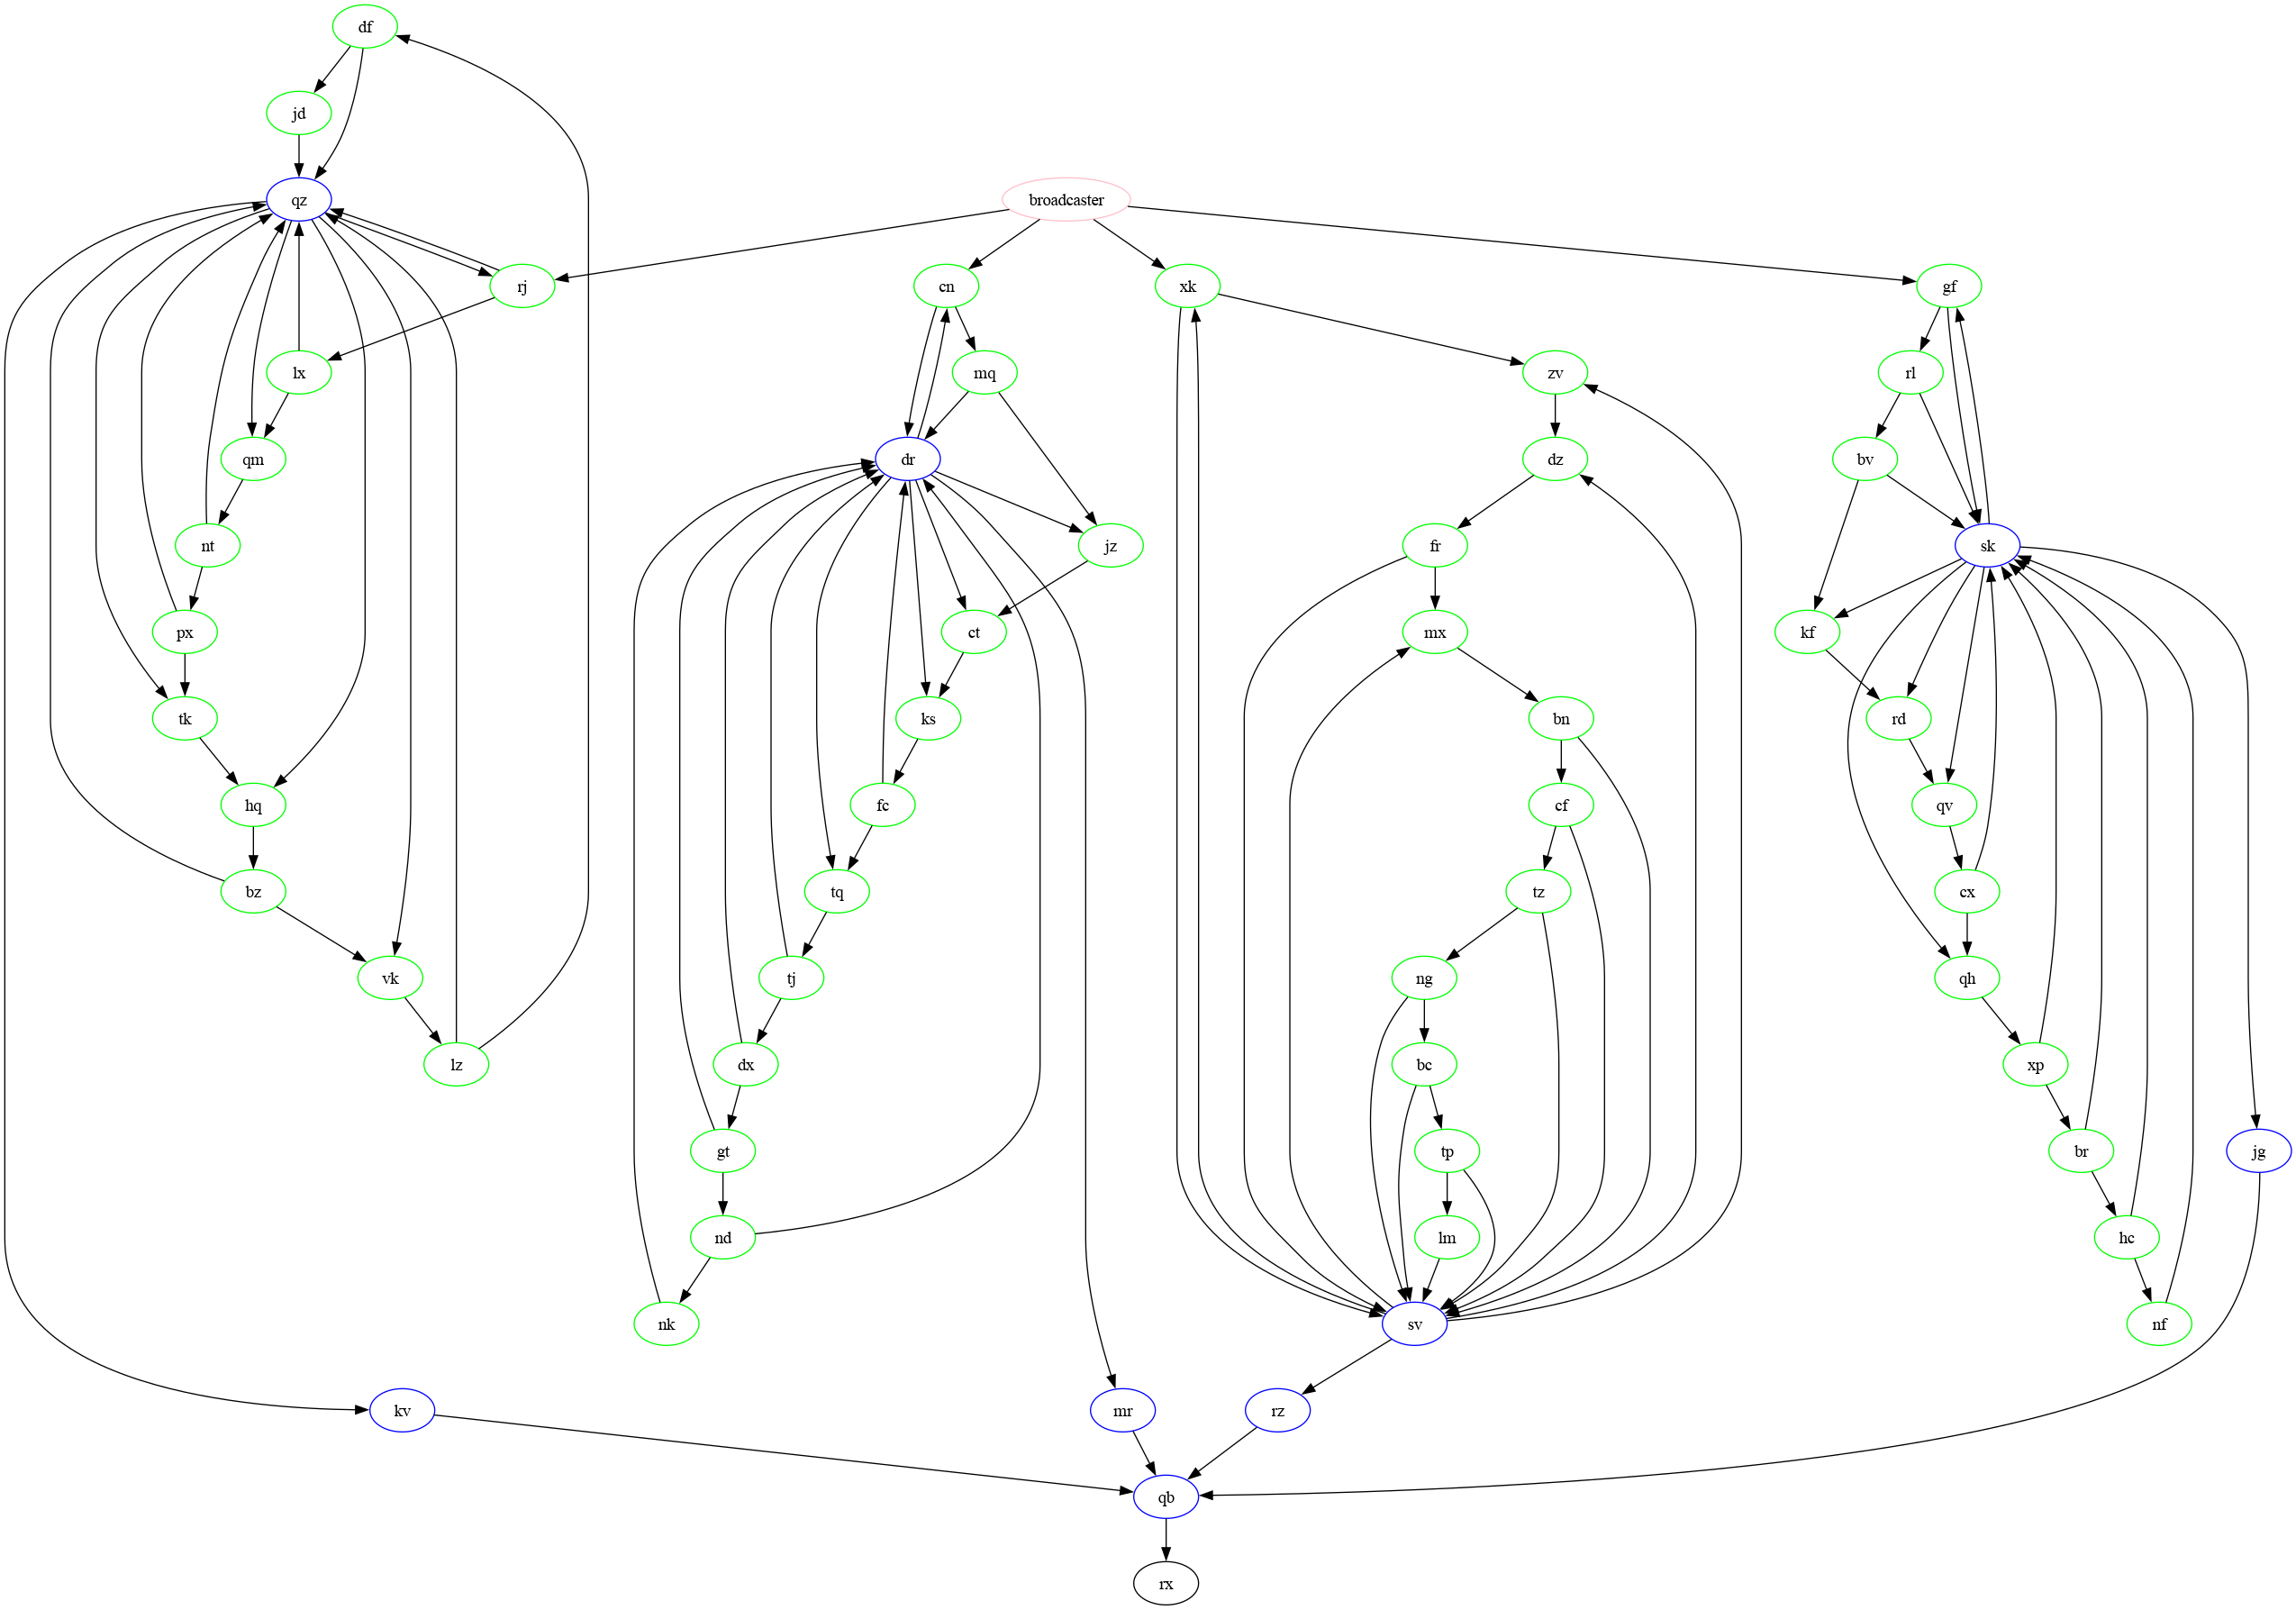 df
jd
qz
broadcaster
rj
cn
xk
gf
lx
mq
zv
rl
qm
dr
dz
bv
nt
jz
fr
sk
px
ct
mx
kf
tk
ks
bn
rd
hq
fc
cf
qv
bz
tq
tz
cx
vk
tj
ng
qh
lz
dx
bc
xp
gt
tp
br
jg
nd
lm
hc
nk
sv
nf
kv
mr
rz
qb
rx